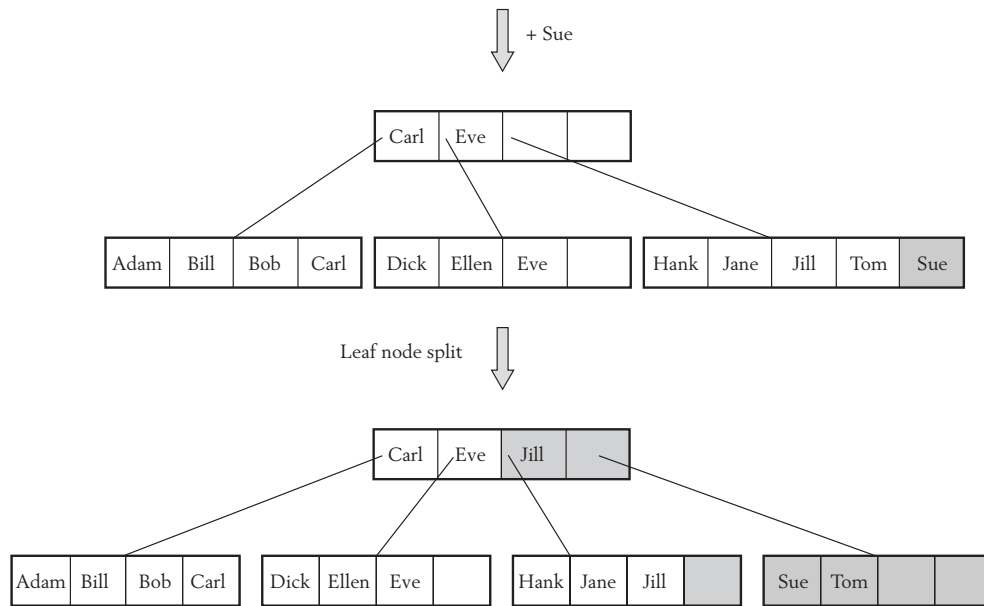 + Sue
Carl Eve
Adam Bill Bob Carl Dick Ellen Eve Hank Jane Jill Tom Sue
Leaf node split
Carl Eve Jill
Adam Bill Bob Carl Dick Ellen Eve Hank Jane Jill Sue Tom